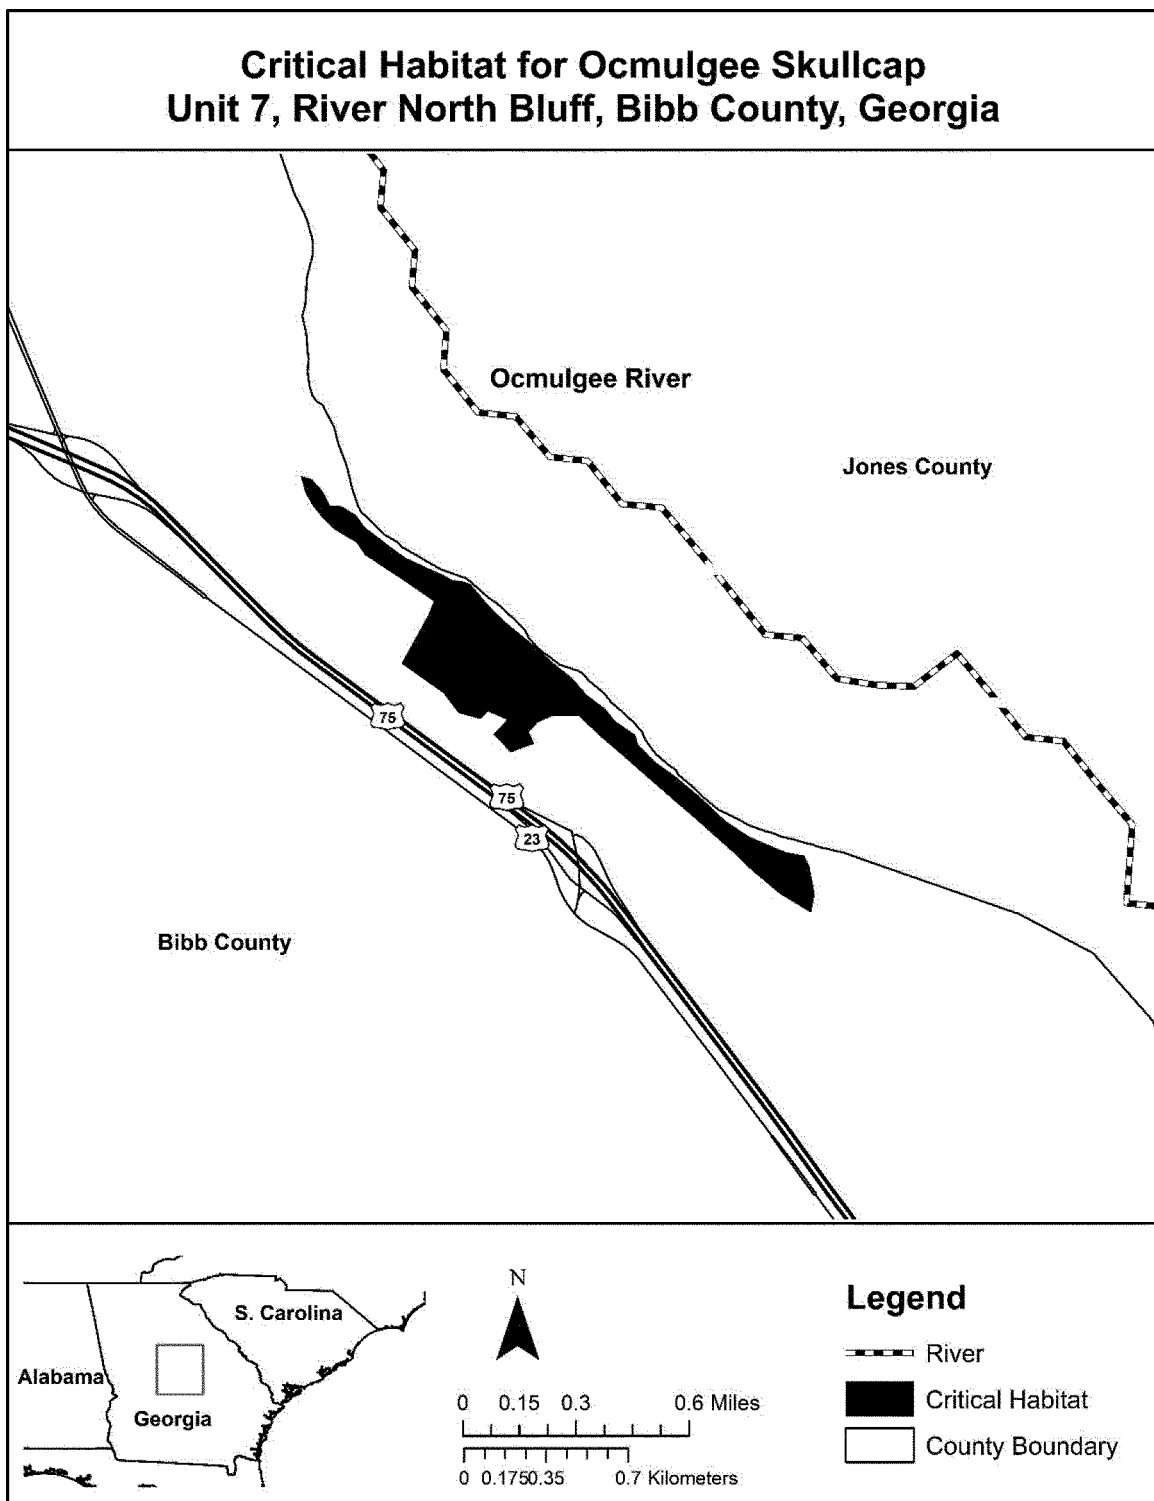 Critical Habitat for Ocmulgee Skullcap
Unit 7, River North Bluff, Bibb County, Georgia
Ocmulgee River
Jones County
75
75
23
Bibb County
S. Carolina
Alabama
Georgia
N
0 0.15 0.3 0.6 Miles
0 0.175 0.35 0.7 Kilometers
Legend
River
Critical Habitat
County Boundary